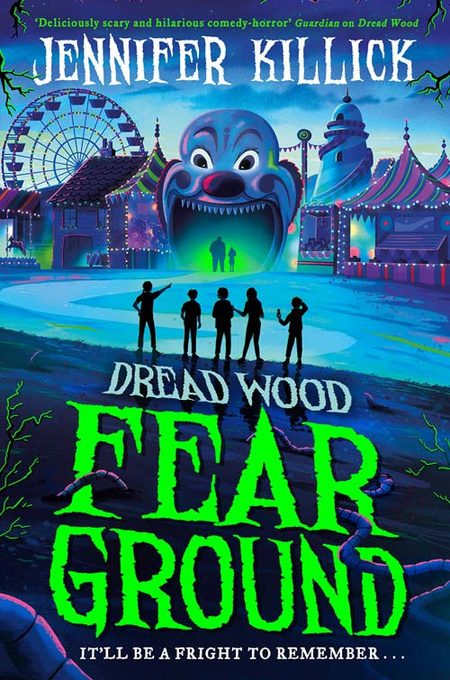 ‘Deliciously scary and hilarious comedy-horror’ Guardian on Dread Wood
JENNIFER KILLICK
DREAD WOOD
FEAR
GROUND
IT'LL BE A FRIGHT TO REMEMBER...